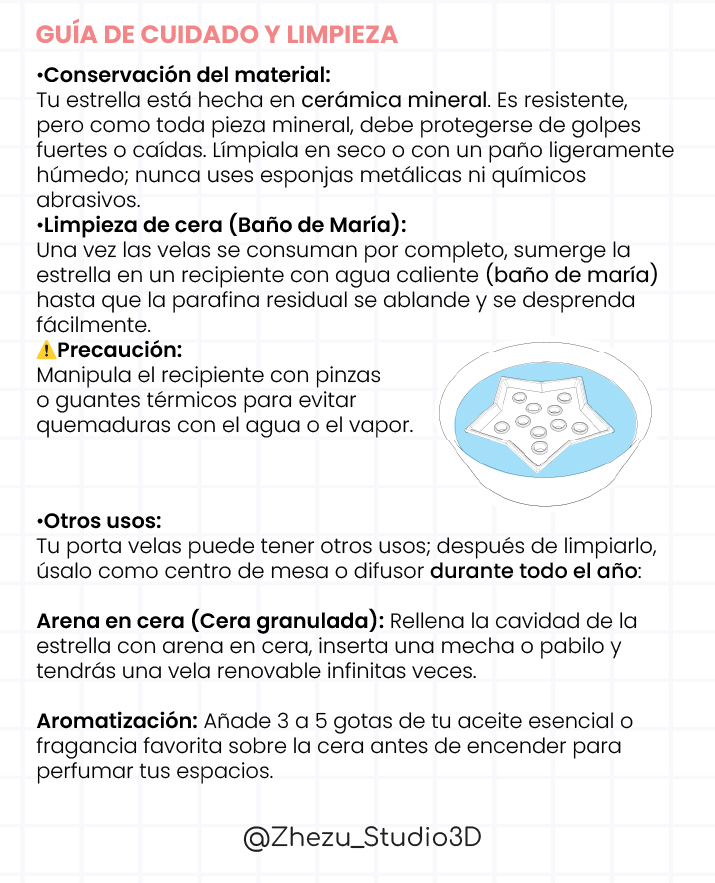 GUÍA DE CUIDADO Y LIMPIEZA
•Conservación del material:
Tu estrella está hecha en cerámica mineral. Es resistente,
pero como toda pieza mineral, debe protegerse de golpes
fuertes o caídas. Límpiala en seco o con un paño ligeramente
húmedo; nunca uses esponjas metálicas ni químicos
abrasivos.
•Limpieza de cera (Baño de María):
Una vez las velas se consuman por completo, sumerge la
estrella en un recipiente con agua caliente (baño de maría)
hasta que la parafina residual se ablande y se desprenda
fácilmente.
⚠️Precaución:
Manipula el recipiente con pinzas
o guantes térmicos para evitar
quemaduras con el agua o el vapor.
•Otros usos:
Tu porta velas puede tener otros usos; después de limpiarlo,
úsalo como centro de mesa o difusor durante todo el año:
Arena en cera (Cera granulada): Rellena la cavidad de la
estrella con arena en cera, inserta una mecha o pabilo y
tendrás una vela renovable infinitas veces.
Aromatización: Añade 3 a 5 gotas de tu aceite esencial o
fragancia favorita sobre la cera antes de encender para
perfumar tus espacios.
@Zhezu_Studio3D